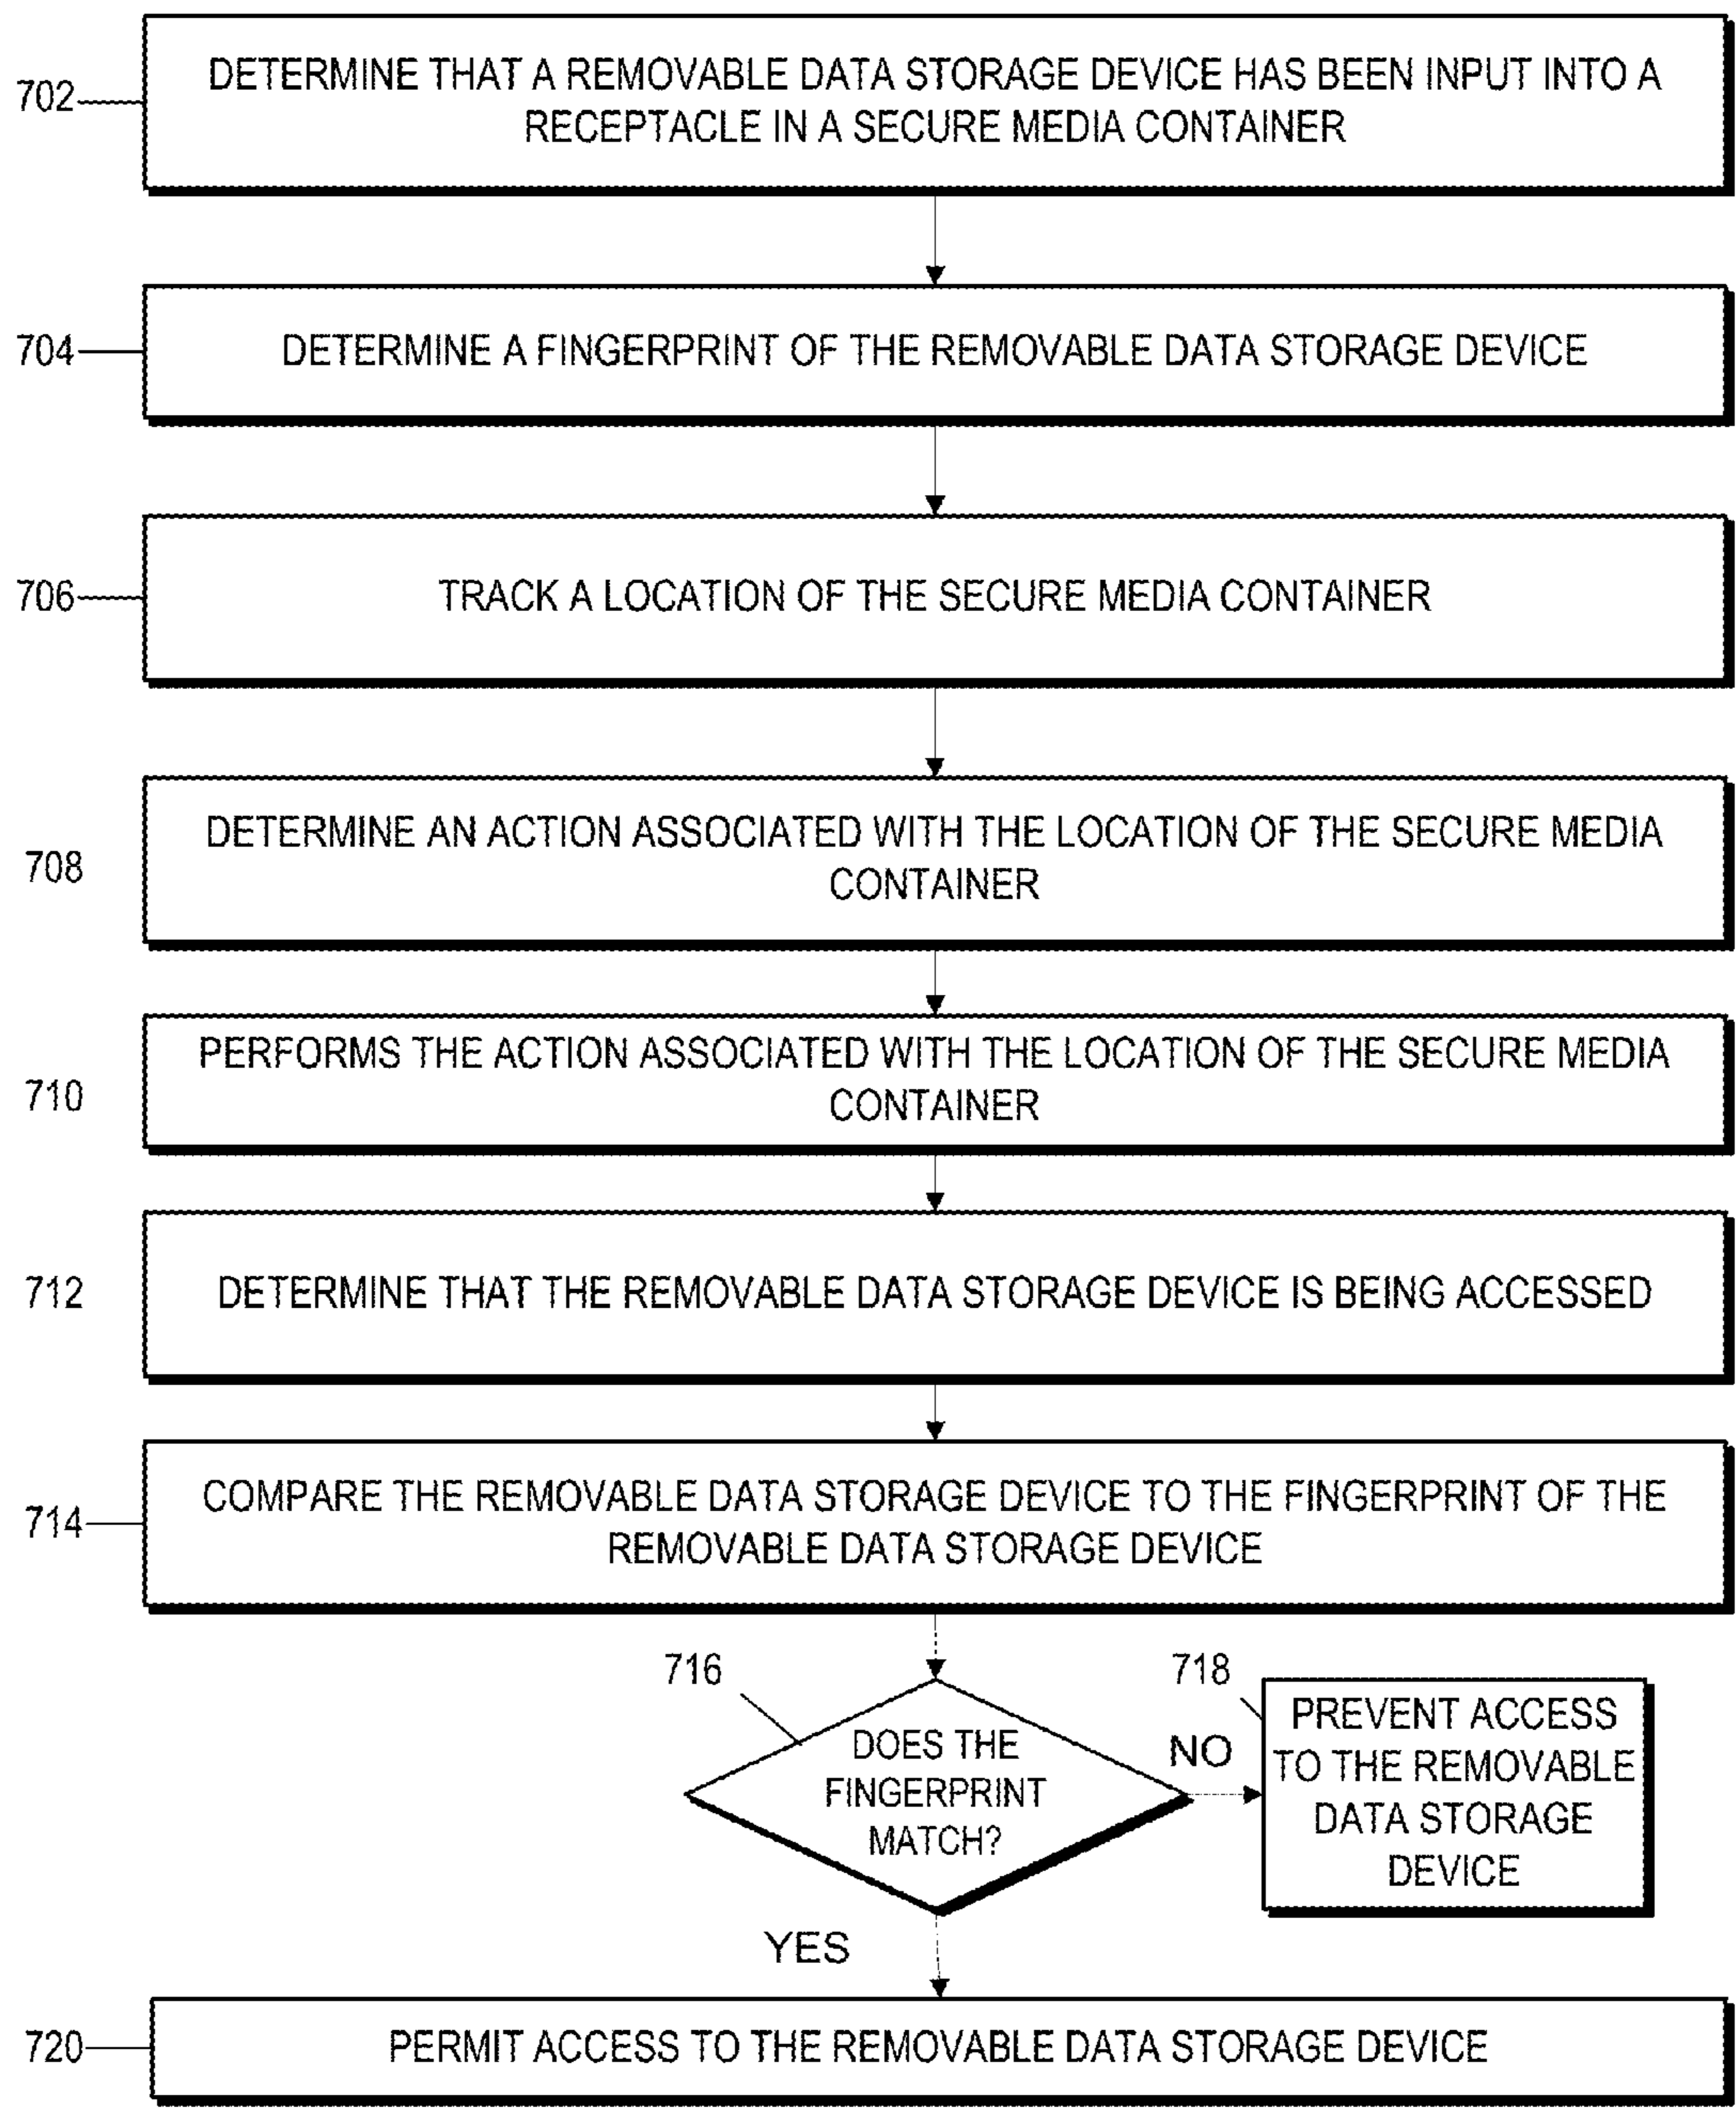 702
DETERMINE THAT A REMOVABLE DATA STORAGE DEVICE HAS BEEN INPUT INTO A
RECEPTACLE IN A SECURE MEDIA CONTAINER
704
DETERMINE A FINGERPRINT OF THE REMOVABLE DATA STORAGE DEVICE
706
TRACK A LOCATION OF THE SECURE MEDIA CONTAINER
708
DETERMINE AN ACTION ASSOCIATED WITH THE LOCATION OF THE SECURE MEDIA
CONTAINER
710
PERFORMS THE ACTION ASSOCIATED WITH THE LOCATION OF THE SECURE MEDIA
CONTAINER
712
DETERMINE THAT THE REMOVABLE DATA STORAGE DEVICE IS BEING ACCESSED
714
COMPARE THE REMOVABLE DATA STORAGE DEVICE TO THE FINGERPRINT OF THE
REMOVABLE DATA STORAGE DEVICE
716
DOES THE
FINGERPRINT
MATCH?
NO
718
PREVENT ACCESS
TO THE REMOVABLE
DATA STORAGE
DEVICE
YES
720
PERMIT ACCESS TO THE REMOVABLE DATA STORAGE DEVICE